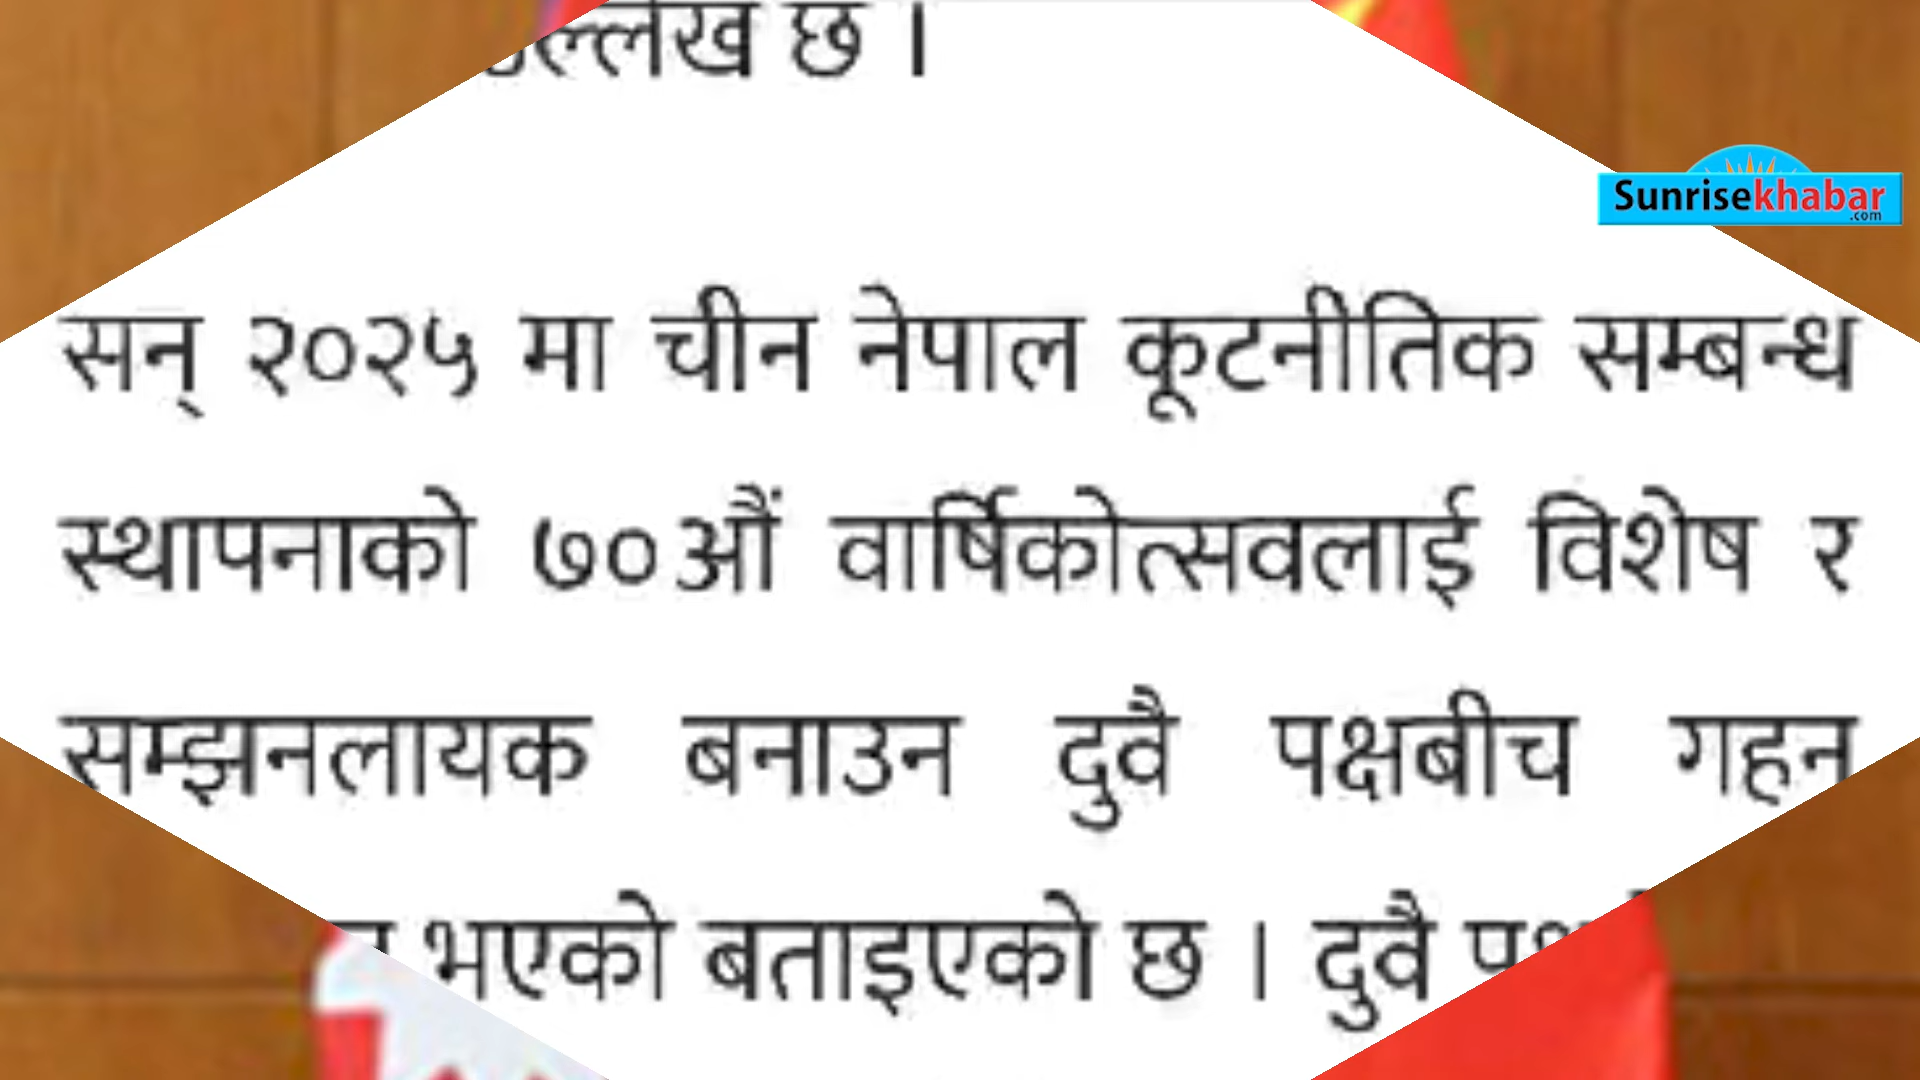 उल्लेख छ ।
Sunrisekhabar
.com
सन् २०२५ मा चीन नेपाल कूटनीतिक सम्बन्ध
स्थापनाको ७०औं वार्षिकोत्सवलाई विशेष र
सम्झनलायक बनाउन दुवै पक्षबीच गहन
भएको बताइएको छ । दुवै